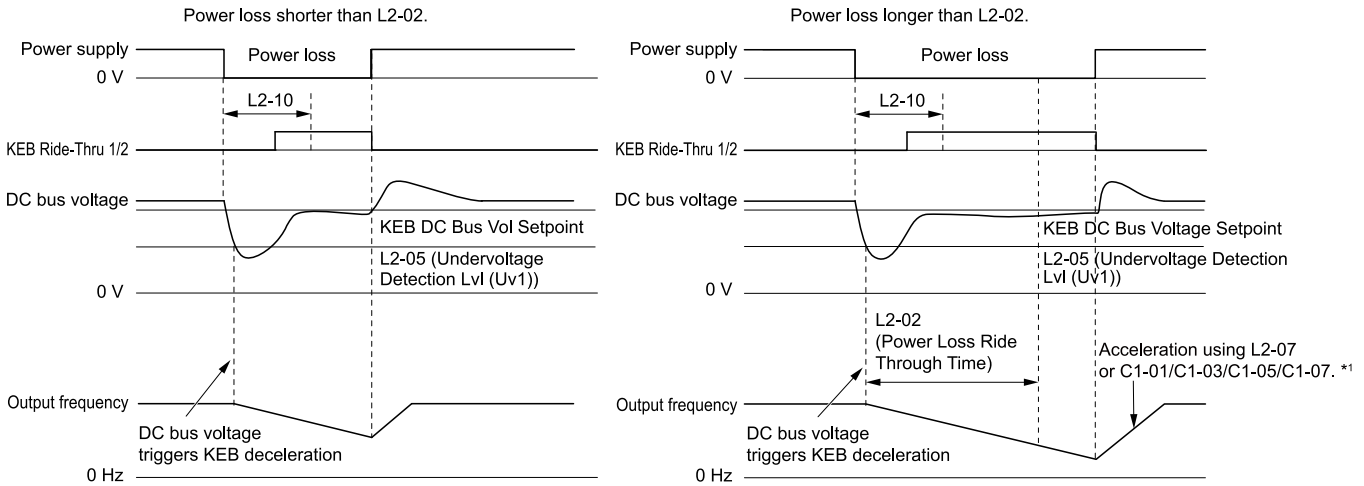 Power loss shorter than L2-02.
Power supply
Power loss
0 V
L2-10
KEB Ride-Thru 1/2
DC bus voltage
KEB DC Bus Vol Setpoint
L2-05 (Undervoltage
Detection Lvl (Uv1))
0 V
Output frequency
DC bus voltage
triggers KEB deceleration
0 Hz
Power loss longer than L2-02.
Power supply
Power loss
0 V
L2-10
KEB Ride-Thru 1/2
DC bus voltage
KEB DC Bus Voltage Setpoint
L2-05 (Undervoltage Detection
Lvl (Uv1))
0 V
L2-02
(Power Loss Ride
Through Time)
Acceleration using L2-07
or C1-01/C1-03/C1-05/C1-07. *1
Output frequency
DC bus voltage
triggers KEB deceleration
0 Hz